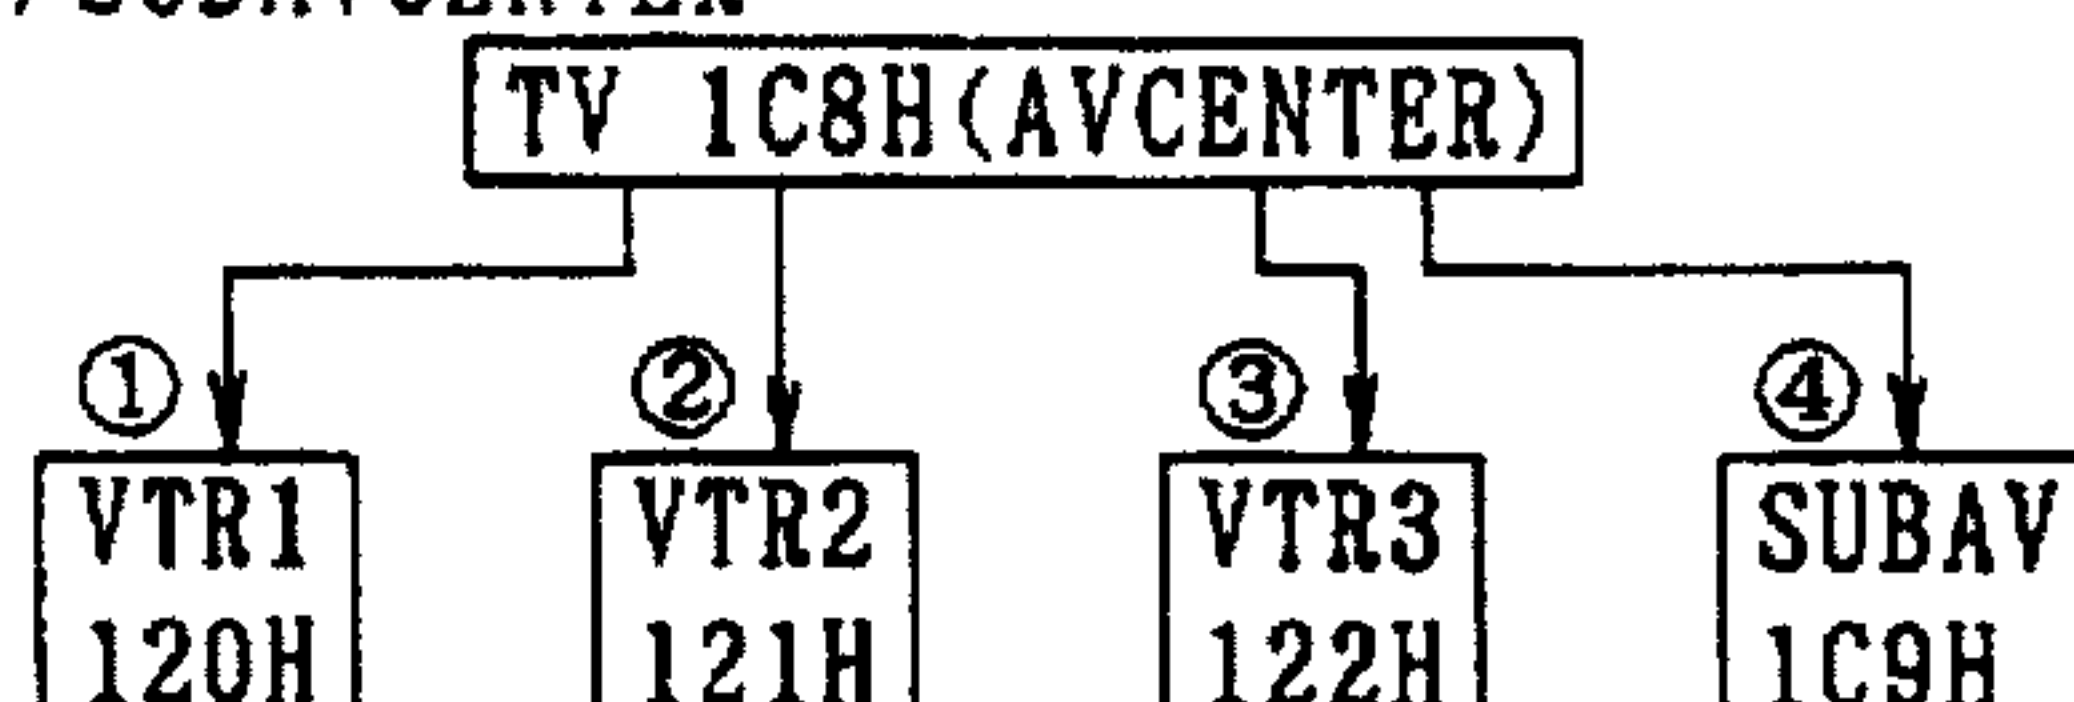 TV 1C8H(AVCENTER)
① ② ③ ④
VTR1 VTR2 VTR3 SUBAV
120H 121H 122H 1C9H